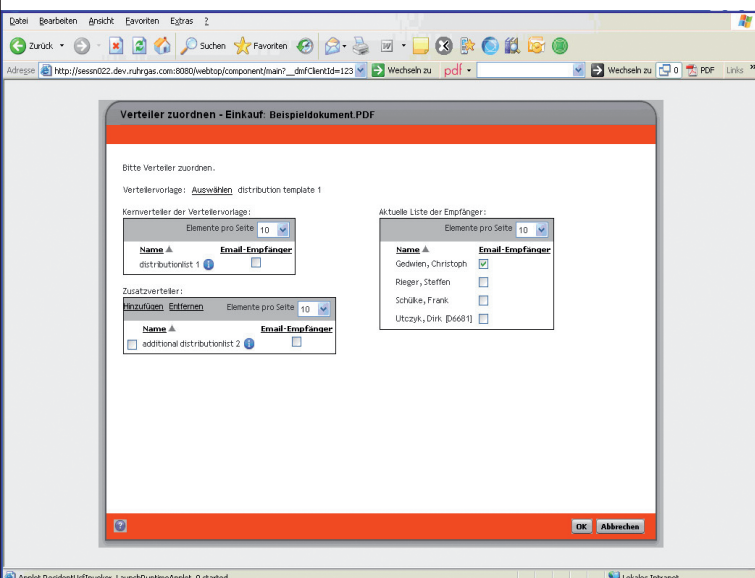 Datei Bearbeiten Ansicht Favoriten Extras ?
Zurück Suchen Favoriten
Adresse http://sessn022.dev.ruhrgas.com:8080/webtop/component/main?__dmfClientId=123 Wechseln zu pdf Wechseln zu 0 PDF Links »
Verteiler zuordnen - Einkauf: Beispieldokument.PDF
Bitte Verteiler zuordnen.
Verteilervorlage: Auswählen distribution template 1
Kernverteiler der Verteilervorlage:
Elemente pro Seite 10
Name Email-Empfänger
distributionlist 1
Zusatzverteiler:
Hinzufügen Entfernen Elemente pro Seite 10
Name Email-Empfänger
additional distributionlist 2
Aktuelle Liste der Empfänger:
Elemente pro Seite 10
Name Email-Empfänger
Gedwien, Christoph
Rieger, Steffen
Schülke, Frank
Utczyk, Dirk [D6681]
OK Abbrechen
Lokales Intranet